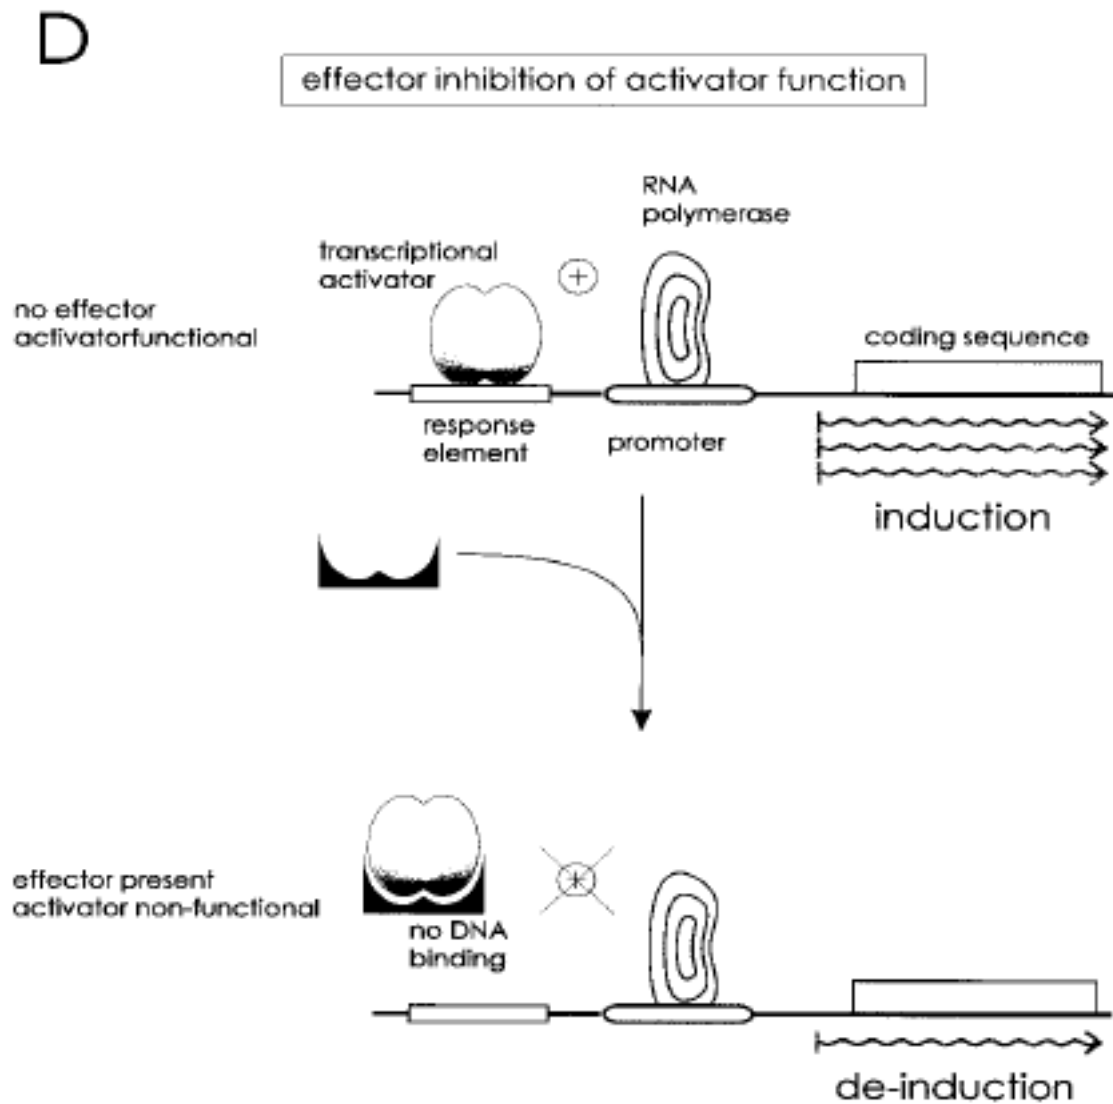 D
effector inhibition of activator function
RNA
polymerase
transcriptional
activator
+
no effector
activatorfunctional
coding sequence
response
element
promoter
induction
effector present
activator non-functional
+
no DNA
binding
de-induction